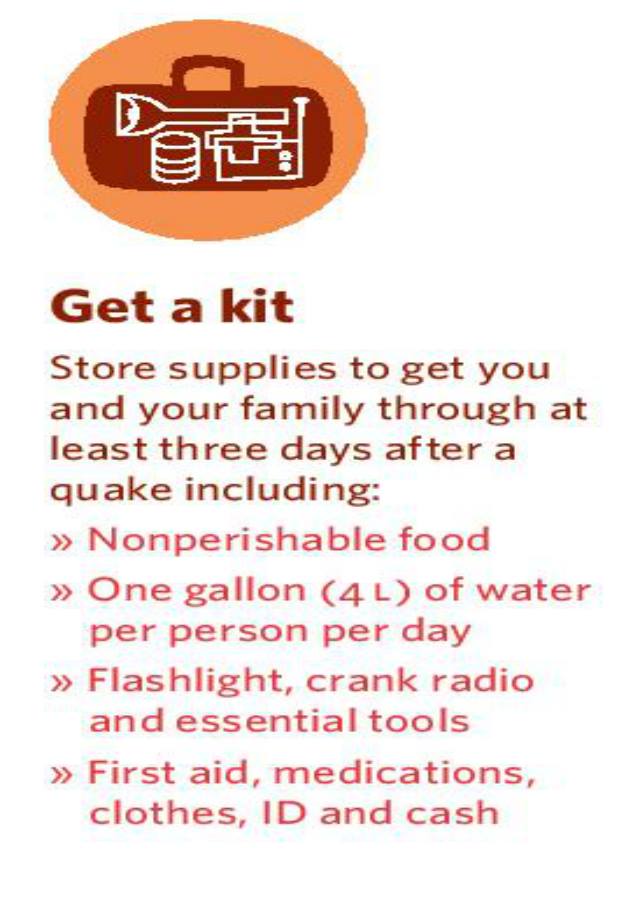 Get a kit
Store supplies to get you
and your family through at
least three days after a
quake including:
» Nonperishable food
» One gallon (4 L) of water
per person per day
» Flashlight, crank radio
and essential tools
» First aid, medications,
clothes, ID and cash